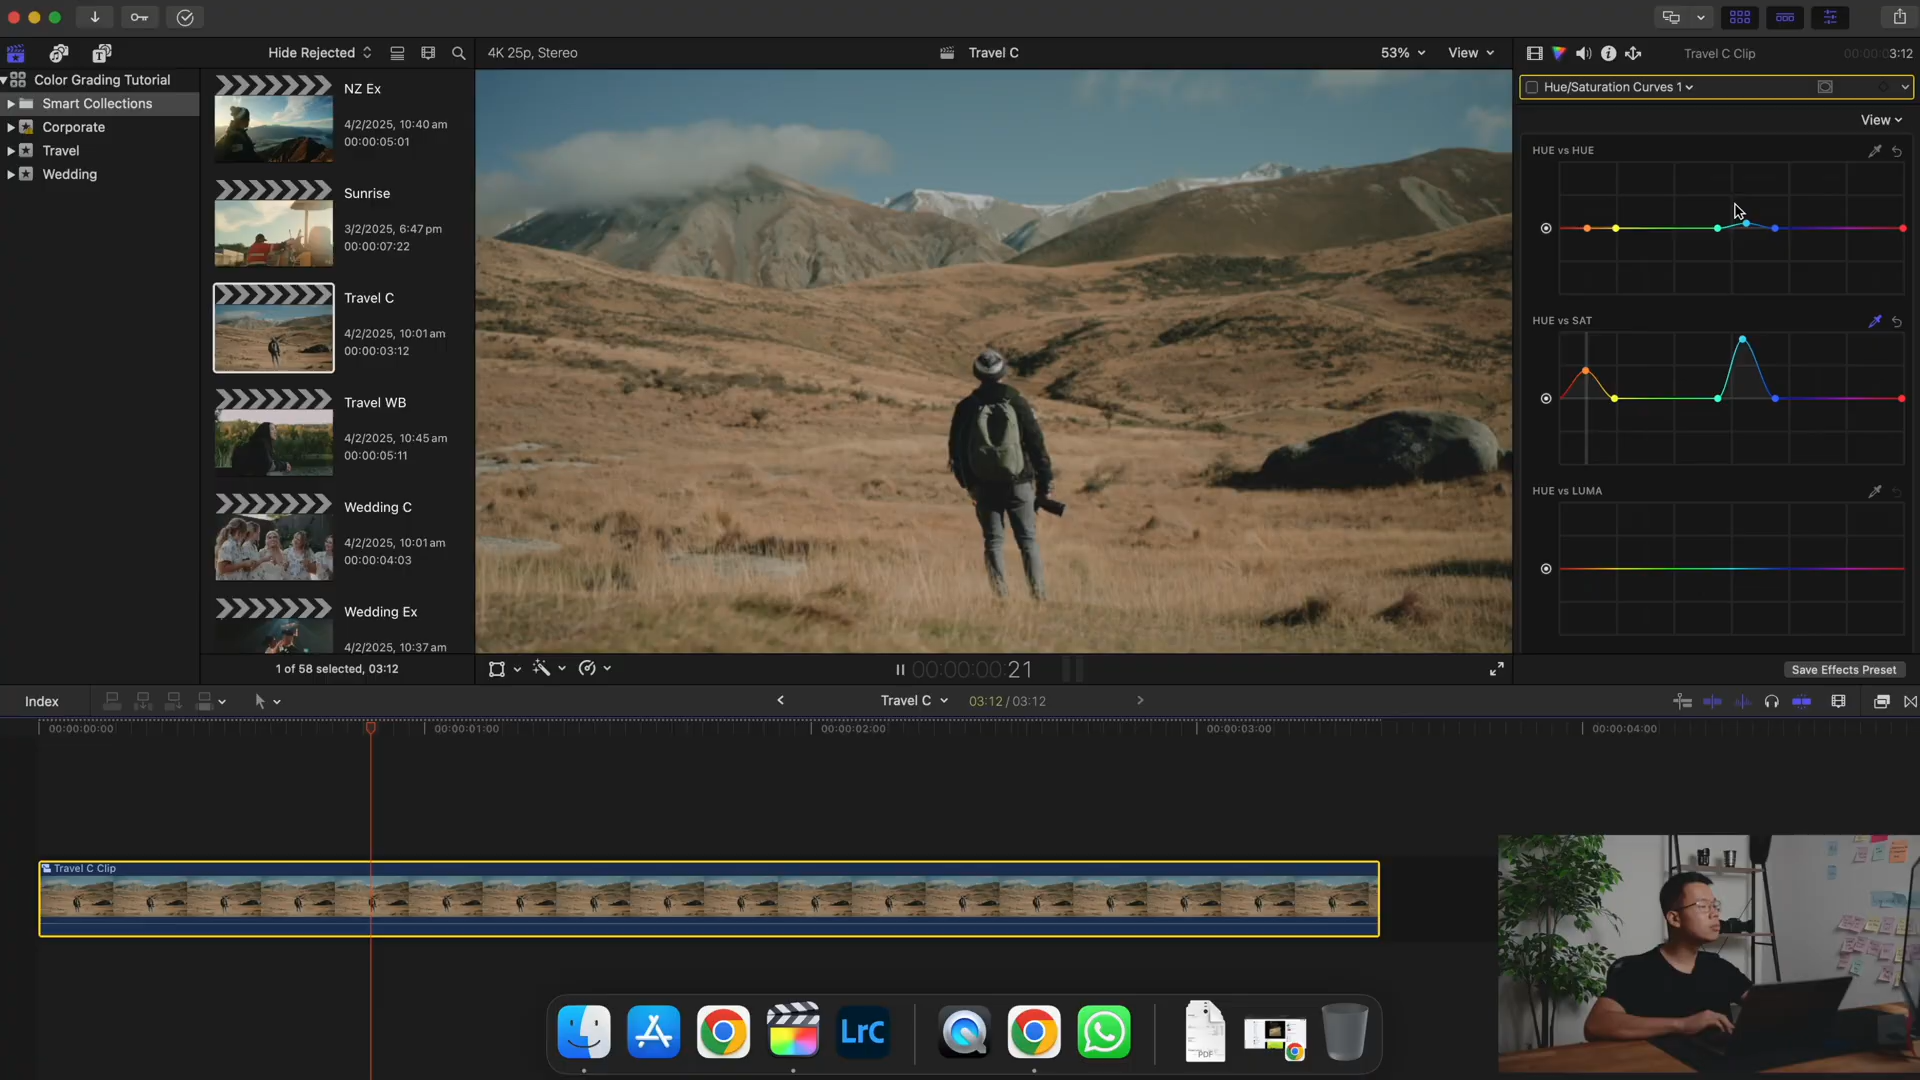 Hide Rejected
4K 25p, Stereo
Travel C
53%
View
Travel C Clip
00:00:03:12
Color Grading Tutorial
Smart Collections
Corporate
Travel
Wedding
NZ Ex
4/2/2025, 10:40 am
00:00:05:01
Sunrise
3/2/2025, 6:47 pm
00:00:07:22
Travel C
4/2/2025, 10:01 am
00:00:03:12
Travel WB
4/2/2025, 10:45 am
00:00:05:11
Wedding C
4/2/2025, 10:01 am
00:00:04:03
Wedding Ex
4/2/2025, 10:37 am
1 of 58 selected, 03:12
Hue/Saturation Curves 1
View
HUE vs HUE
HUE vs SAT
HUE vs LUMA
00:00:00:21
Save Effects Preset
Index
Travel C
03:12 / 03:12
00:00:00:00
00:00:01:00
00:00:02:00
00:00:03:00
00:00:04:00
Travel C Clip
LrC
PDF